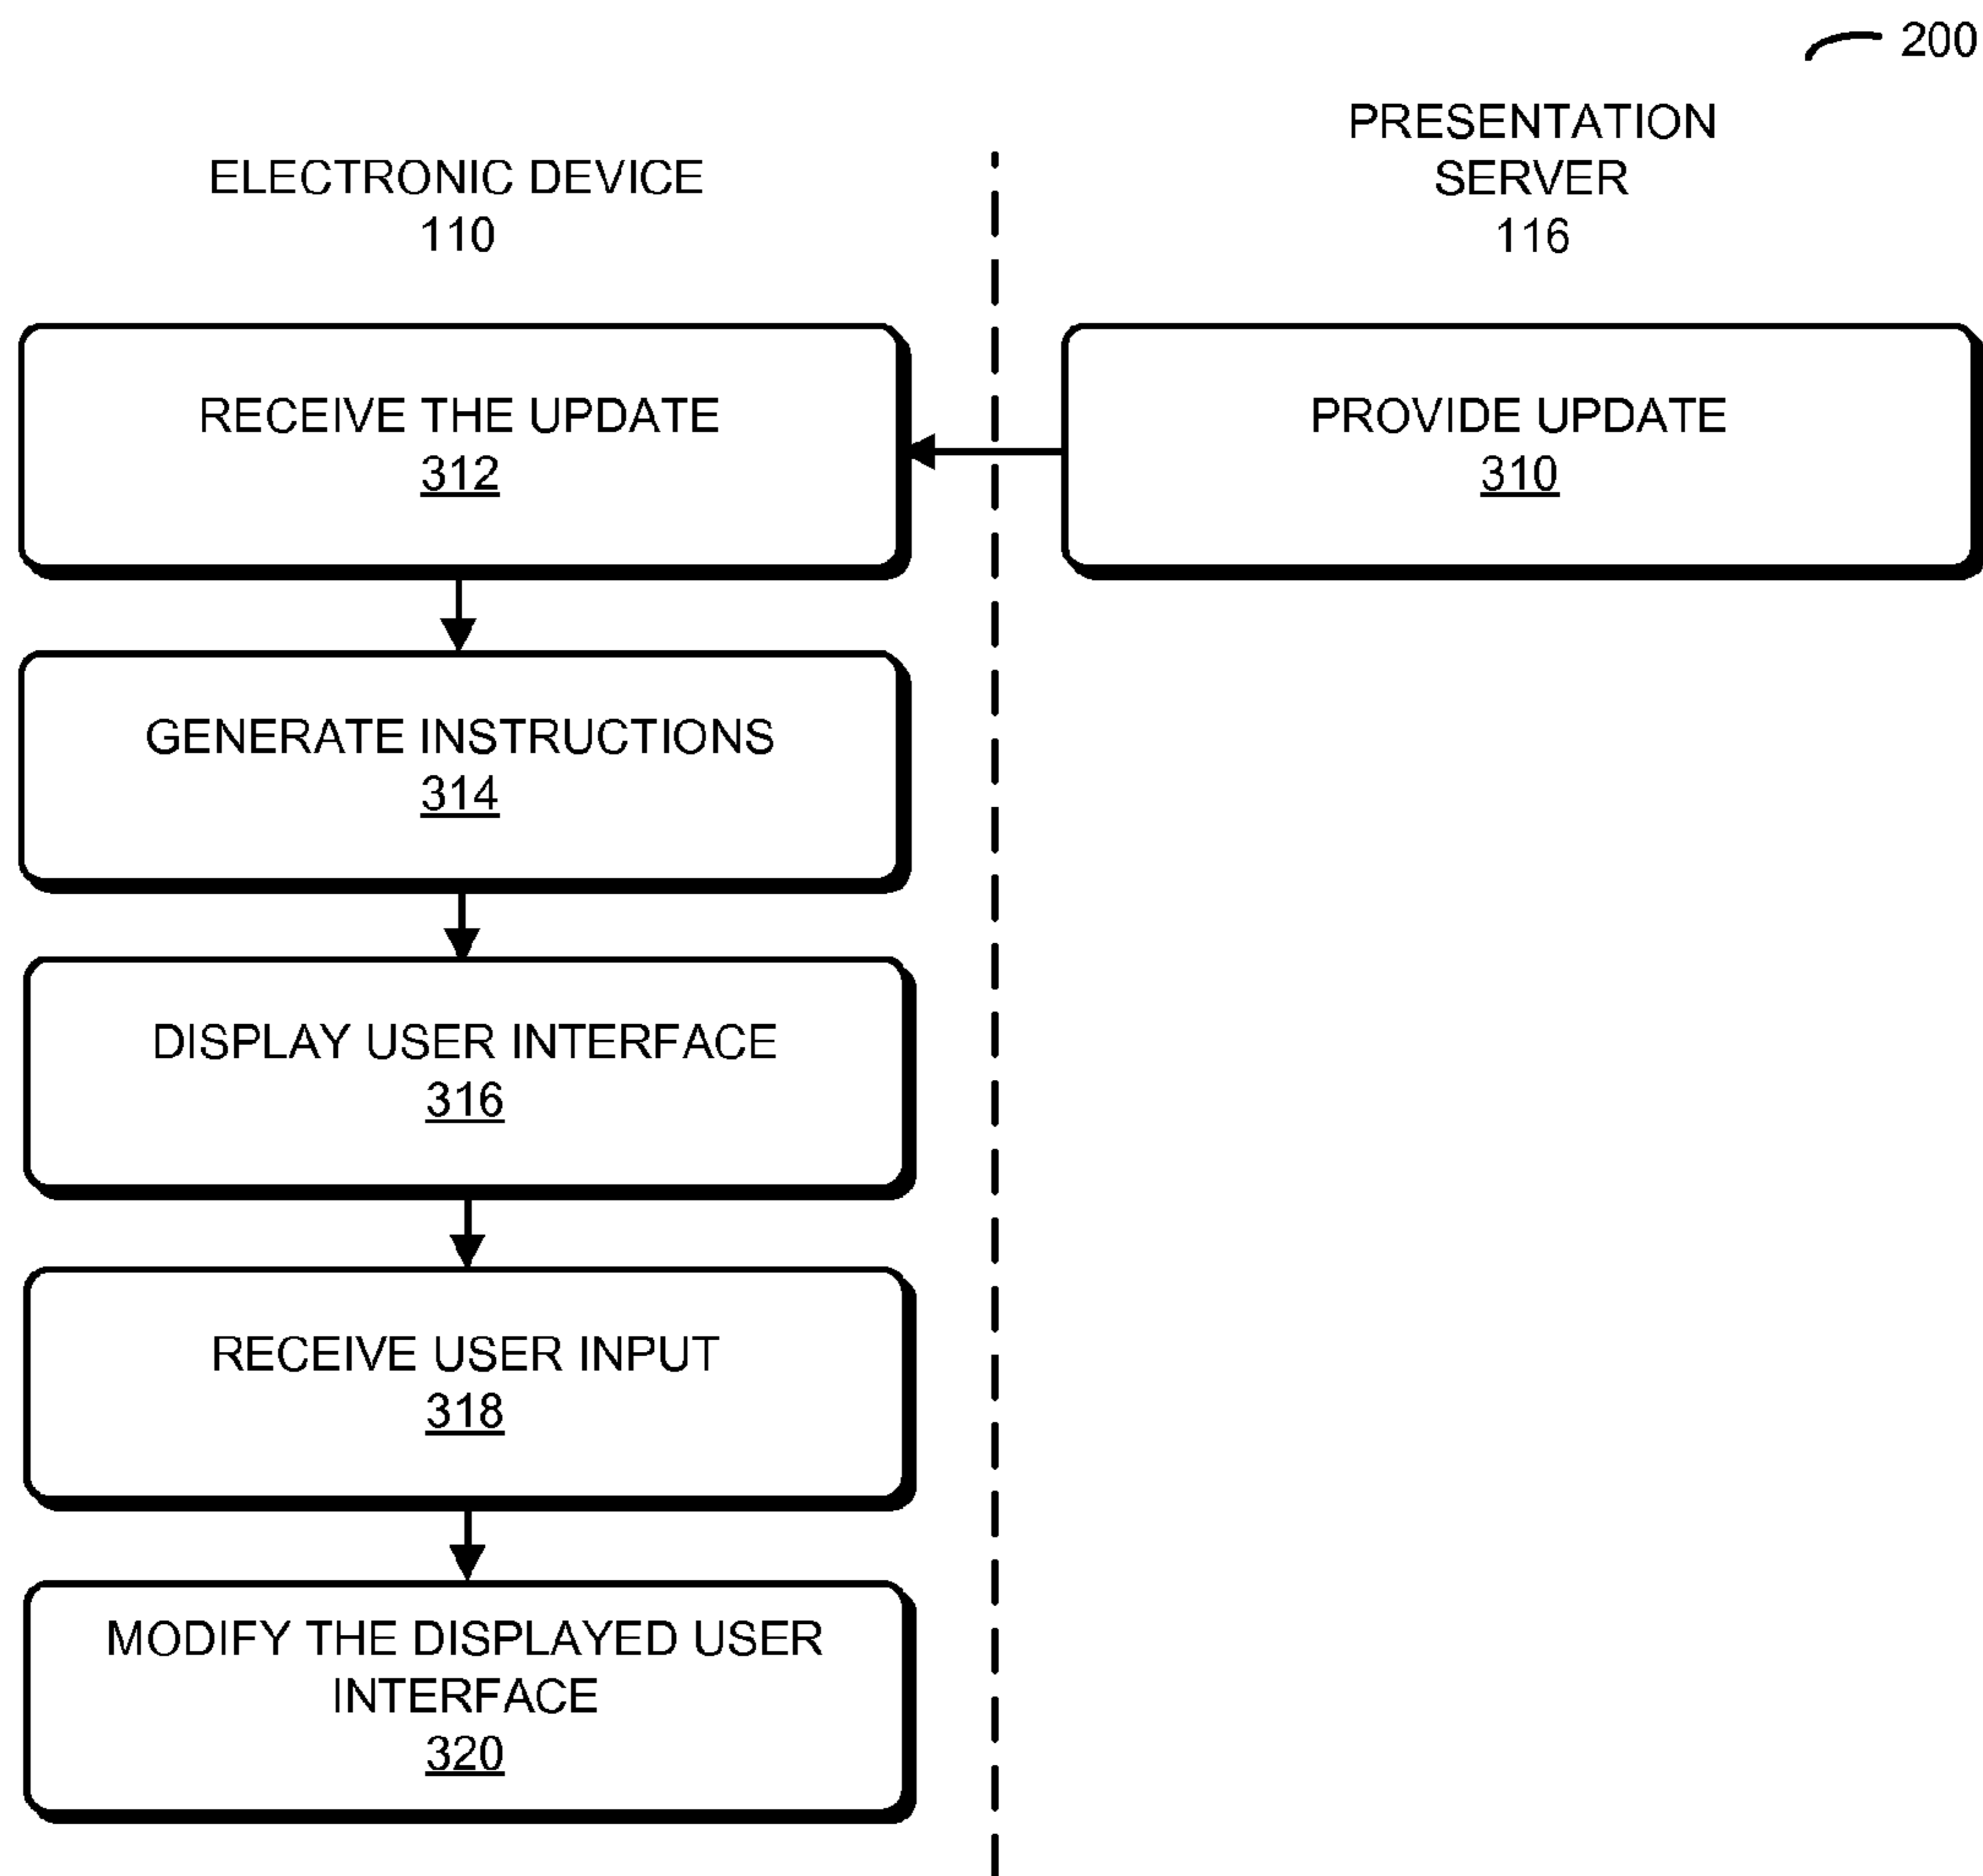 200
ELECTRONIC DEVICE
110
PRESENTATION
SERVER
116
RECEIVE THE UPDATE
312
PROVIDE UPDATE
310
GENERATE INSTRUCTIONS
314
DISPLAY USER INTERFACE
316
RECEIVE USER INPUT
318
MODIFY THE DISPLAYED USER
INTERFACE
320